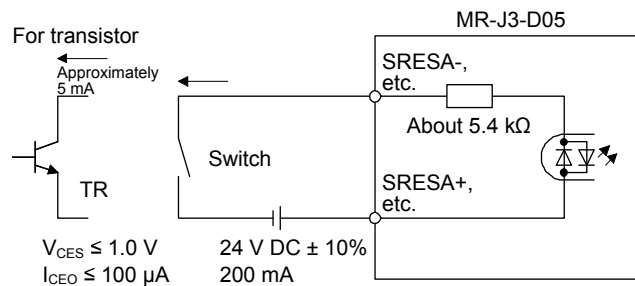 MR-J3-D05
For transistor
Approximately
5 mA
SRESA-,
etc.
About 5.4 kΩ
Switch
TR
SRESA+,
etc.
V_CES ≤ 1.0 V
I_CEO ≤ 100 µA
24 V DC ± 10%
200 mA